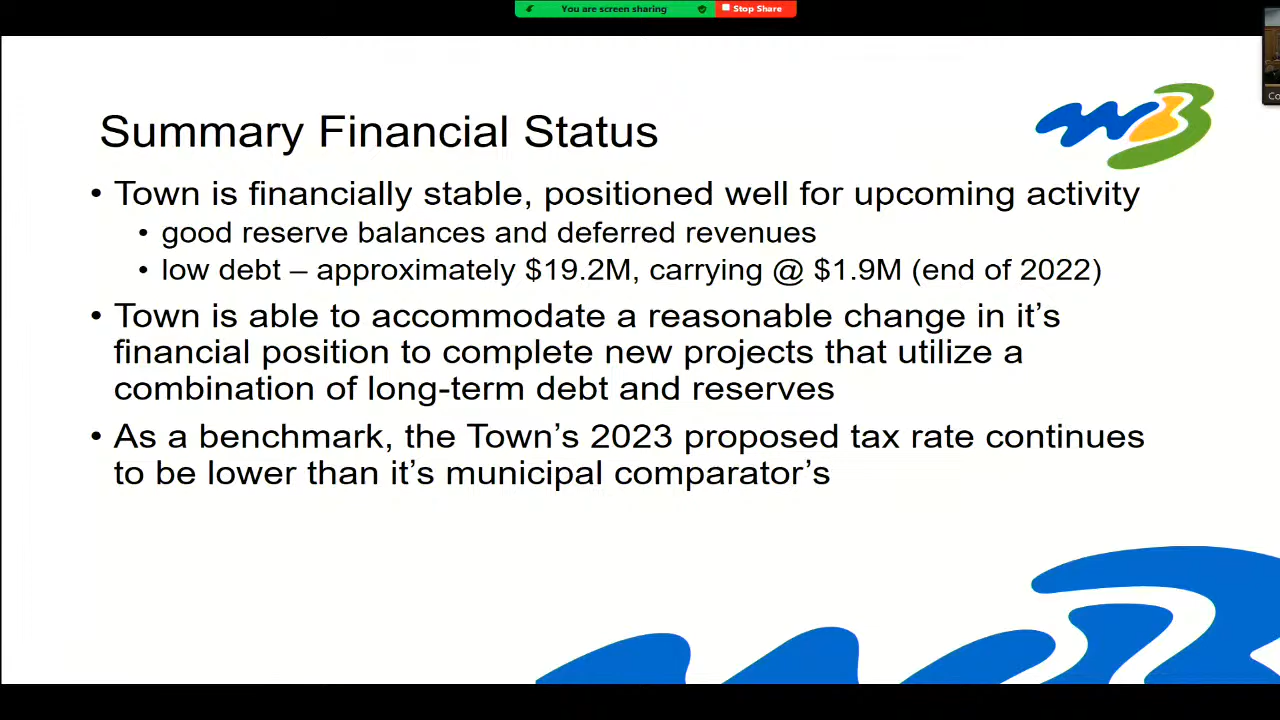 You are screen sharing
Stop Share
Co
Summary Financial Status
• Town is financially stable, positioned well for upcoming activity
• good reserve balances and deferred revenues
• low debt – approximately $19.2M, carrying @ $1.9M (end of 2022)
• Town is able to accommodate a reasonable change in it’s
financial position to complete new projects that utilize a
combination of long-term debt and reserves
• As a benchmark, the Town’s 2023 proposed tax rate continues
to be lower than it’s municipal comparator’s